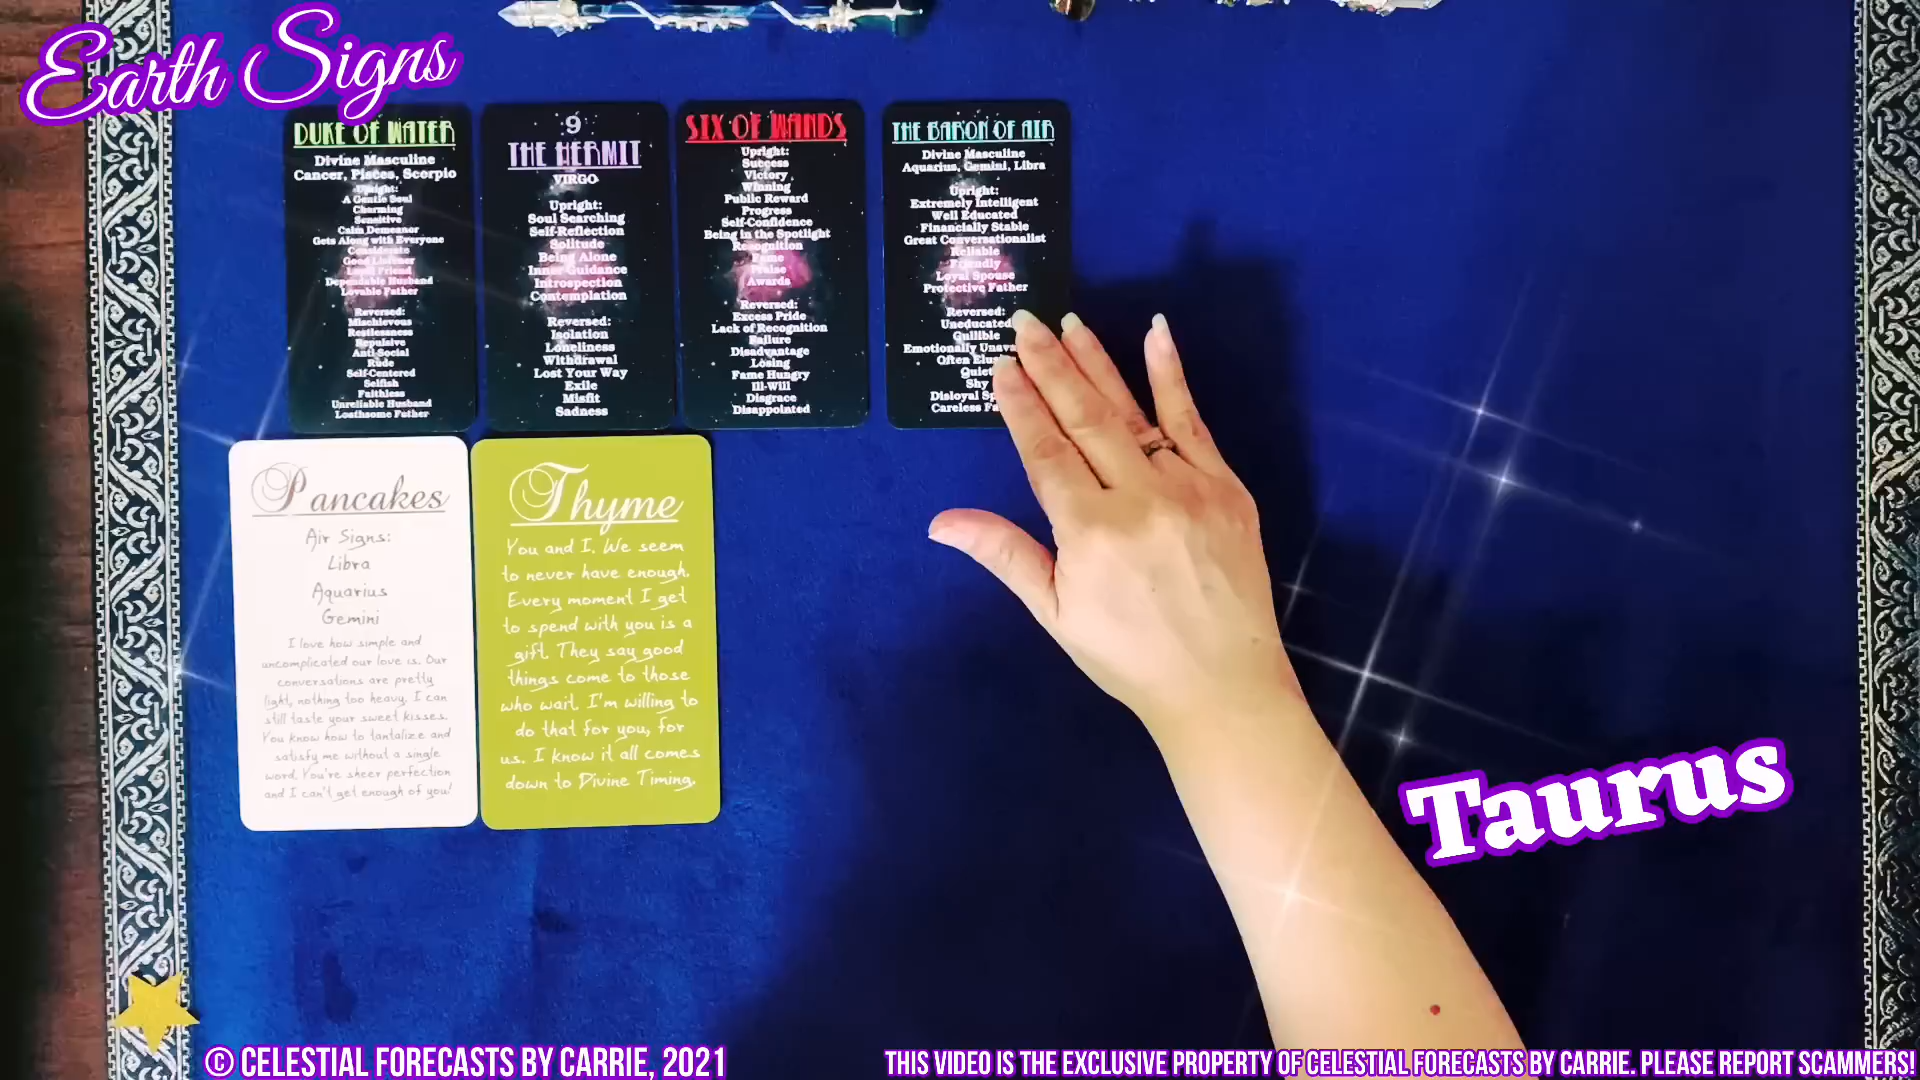 Earth Signs
DUKE OF WATER
Divine Masculine
Cancer, Pisces, Scorpio
Upright:
A Gentle Soul
Charming
Sensitive
Calm Demeanor
Gets Along with Everyone
Considerate
Good Listener
Loyal Friend
Dependable Husband
Lovable Father
Reversed:
Mischievous
Restlessness
Repulsive
Anti-Social
Rude
Self-Centered
Selfish
Faithless
Unreliable Husband
Loathsome Father
9
THE HERMIT
VIRGO
Upright:
Soul Searching
Self-Reflection
Solitude
Being Alone
Inner Guidance
Introspection
Contemplation
Reversed:
Isolation
Loneliness
Withdrawal
Lost Your Way
Exile
Misfit
Sadness
SIX OF WANDS
Upright:
Success
Victory
Winning
Public Reward
Progress
Self-Confidence
Being in the Spotlight
Recognition
Fame
Praise
Awards
Reversed:
Excess Pride
Lack of Recognition
Failure
Disadvantage
Losing
Fame Hungry
Ill-Will
Disgrace
Disappointed
THE BARON OF AIR
Divine Masculine
Aquarius, Gemini, Libra
Upright:
Extremely Intelligent
Well Educated
Financially Stable
Great Conversationalist
Reliable
Friendly
Loyal Spouse
Protective Father
Reversed:
Uneducated
Gullible
Emotionally
Often
Quiet
Shy
Disloyal
Careless
Pancakes
Air Signs:
Libra
Aquarius
Gemini
I love how simple and
uncomplicated our love is. Our
conversations are pretty
light, nothing too heavy. I can
still taste your sweet kisses.
You know how to tantalize and
satisfy me without a single
word. You're sheer perfection
and I can't get enough of you!
Thyme
You and I. We seem
to never have enough.
Every moment I get
to spend with you is a
gift. They say good
things come to those
who wait. I'm willing to
do that for you, for
us. I know it all comes
down to Divine Timing.
Taurus
© CELESTIAL FORECASTS BY CARRIE, 2021
THIS VIDEO IS THE EXCLUSIVE PROPERTY OF CELESTIAL FORECASTS BY CARRIE. PLEASE REPORT SCAMMERS!